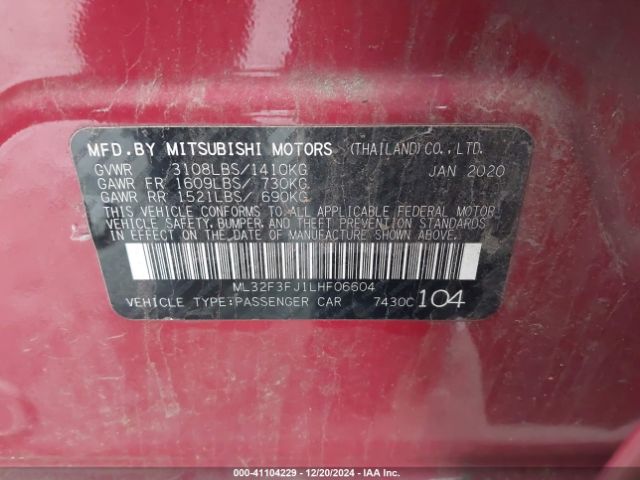 MFD.BY MITSUBISHI MOTORS (THAILAND) CO.,LTD.
GVWR 3108LBS/1410KG JAN 2020
GAWR FR 1609LBS/ 730KG
GAWR RR 1521LBS/ 690KG
THIS VEHICLE CONFORMS TO ALL APPLICABLE FEDERAL MOTOR
VEHICLE SAFETY, BUMPER, AND THEFT PREVENTION STANDARDS
IN EFFECT ON THE DATE OF MANUFACTURE SHOWN ABOVE.
ML32F3FJ1LHF06604
VEHICLE TYPE:PASSENGER CAR 7430C 104
000-41104229 - 12/20/2024 - IAA Inc.